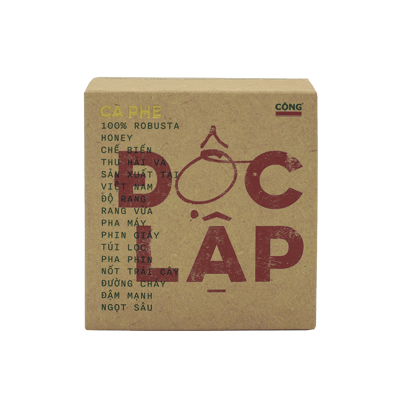 CÀ PHÊ
100% ROBUSTA
HONEY
CHẾ BIẾN
THU HÁI VÀ
SẢN XUẤT TẠI
VIỆT NAM
ĐỘ RANG
RANG VỪA
PHA MÁY
PHIN GIẤY
TÚI LỌC
PHA PHIN
NỐT TRÁI CÂY
ĐƯỜNG CHÁY
ĐẬM MẠNH
NGỌT SÂU
CỘNG
ĐỘC
LẬP